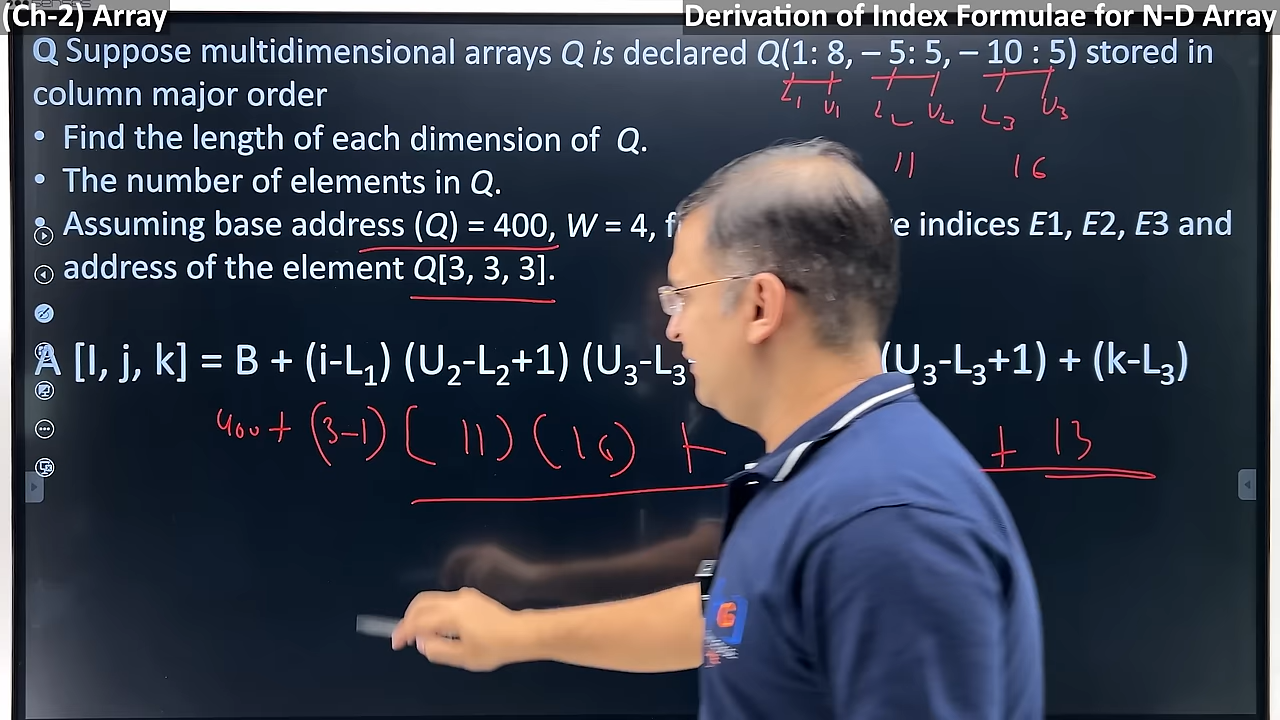 (Ch-2) Array
Derivation of Index Formulae for N-D Array
Q Suppose multidimensional arrays Q is declared Q(1: 8, – 5: 5, – 10 : 5) stored in
column major order
L1 U1 L2 U2 L3 U3
• Find the length of each dimension of Q.
11 16
• The number of elements in Q.
• Assuming base address (Q) = 400, W = 4, indices E1, E2, E3 and
address of the element Q[3, 3, 3].
A [I, j, k] = B + (i-L1) (U2-L2+1) (U3-L3 (U3-L3+1) + (k-L3)
400 + (3-1) ( 11) (16) + + 13